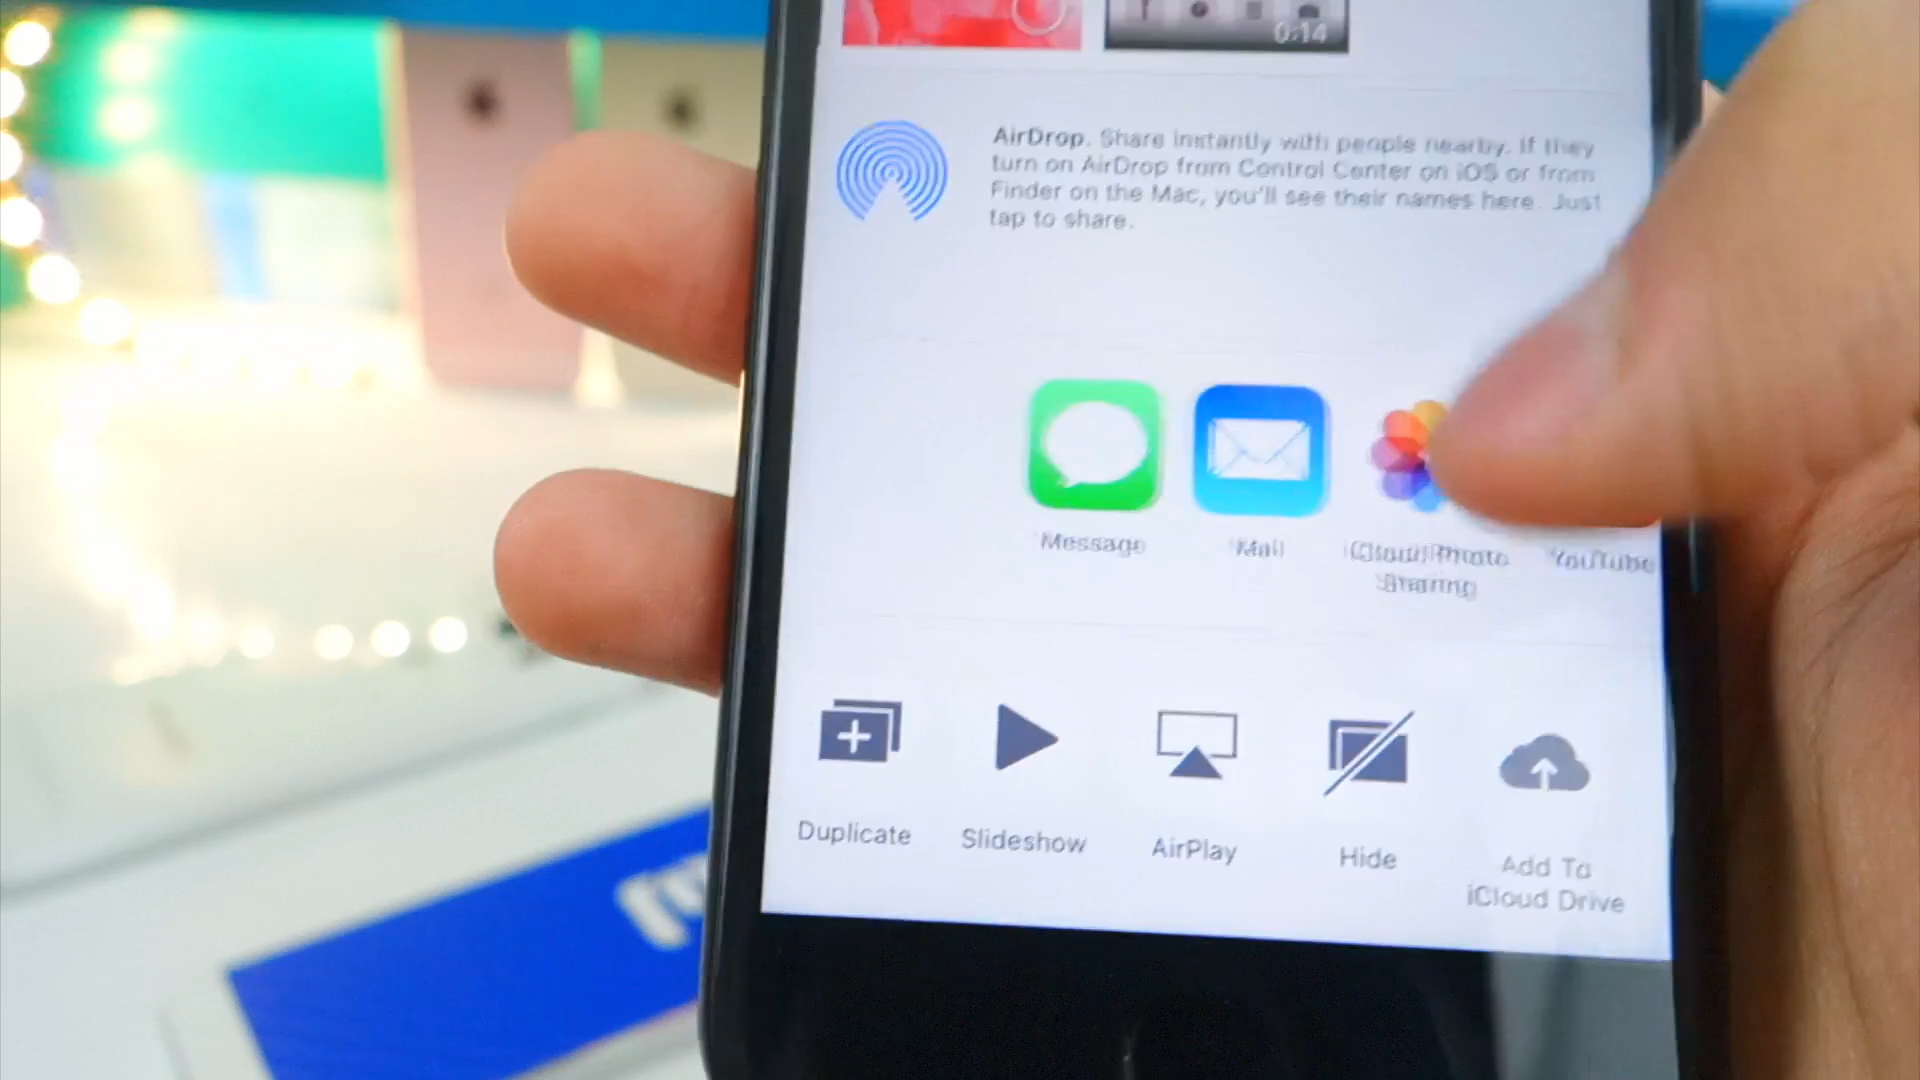 0:14
AirDrop. Share instantly with people nearby. If they
turn on AirDrop from Control Center on iOS or from
Finder on the Mac, you'll see their names here. Just
tap to share.
Message
Mail
iCloud Photo
Sharing
YouTube
Duplicate
Slideshow
AirPlay
Hide
Add To
iCloud Drive